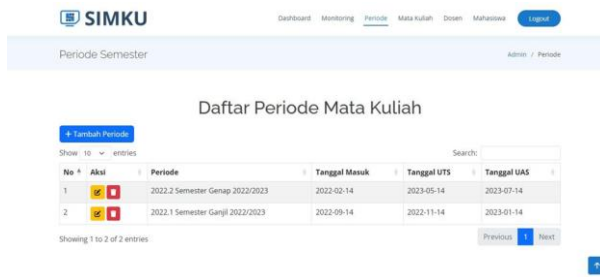 SIMKU
Dashboard Monitoring Periode Mata Kuliah Dosen Mahasiswa Logout
Periode Semester
Admin / Periode
Daftar Periode Mata Kuliah
+ Tambah Periode
Show 10 entries
Search:
No Aksi Periode Tanggal Masuk Tanggal UTS Tanggal UAS
1 2022.2 Semester Genap 2022/2023 2022-02-14 2023-05-14 2023-07-14
2 2022.1 Semester Ganjil 2022/2023 2022-09-14 2022-11-14 2023-01-14
Showing 1 to 2 of 2 entries
Previous 1 Next